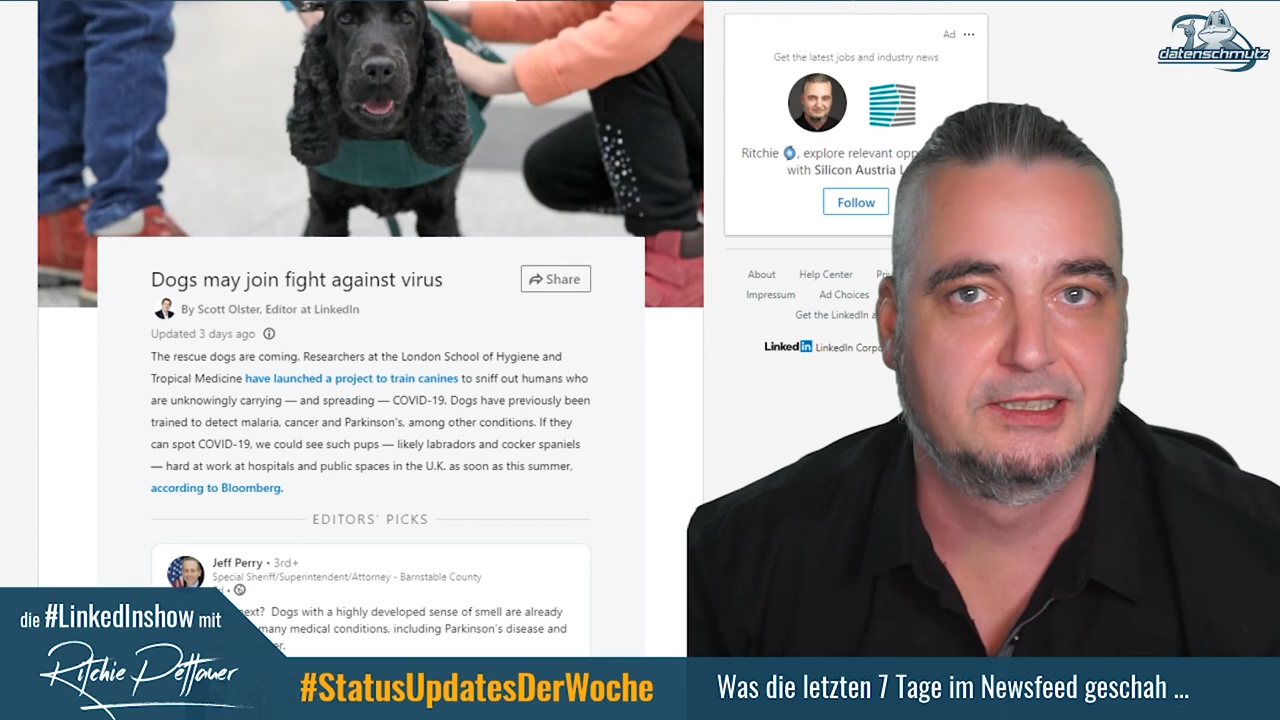 datenschmutz
Ad ...
Get the latest jobs and industry news
Ritchie , explore relevant opp
with Silicon Austria L
Follow
About Help Center Pri
Impressum Ad Choices
Get the LinkedIn a
LinkedIn LinkedIn Corpo
Dogs may join fight against virus
Share
By Scott Olster, Editor at LinkedIn
Updated 3 days ago
The rescue dogs are coming. Researchers at the London School of Hygiene and
Tropical Medicine have launched a project to train canines to sniff out humans who
are unknowingly carrying — and spreading — COVID-19. Dogs have previously been
trained to detect malaria, cancer and Parkinson's, among other conditions. If they
can spot COVID-19, we could see such pups — likely labradors and cocker spaniels
— hard at work at hospitals and public spaces in the U.K. as soon as this summer,
according to Bloomberg.
EDITORS' PICKS
Jeff Perry • 3rd+
Special Sheriff/Superintendent/Attorney - Barnstable County
next? Dogs with a highly developed sense of smell are already
many medical conditions, including Parkinson's disease and
die #LinkedInshow mit
Ritchie Pettauer
#StatusUpdatesDerWoche
Was die letzten 7 Tage im Newsfeed geschah ...